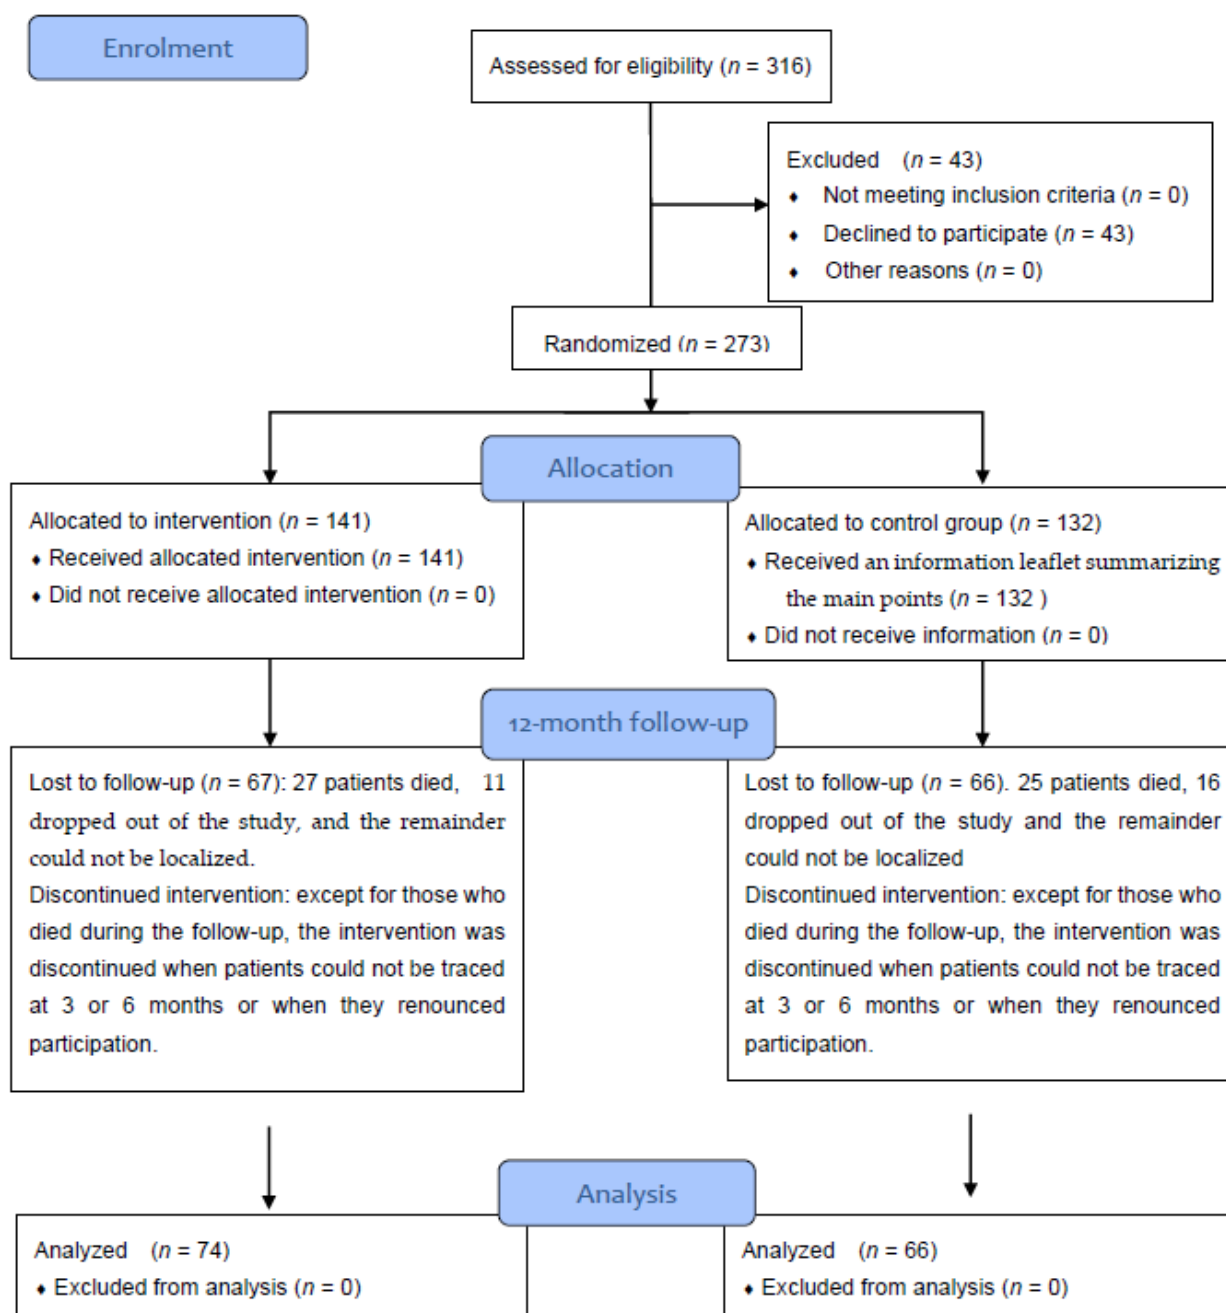 Enrolment
Assessed for eligibility (n = 316)
Excluded (n = 43)
♦ Not meeting inclusion criteria (n = 0)
♦ Declined to participate (n = 43)
♦ Other reasons (n = 0)
Randomized (n = 273)
Allocation
Allocated to intervention (n = 141)
♦ Received allocated intervention (n = 141)
♦ Did not receive allocated intervention (n = 0)
Allocated to control group (n = 132)
♦ Received an information leaflet summarizing
the main points (n = 132 )
♦ Did not receive information (n = 0)
12-month follow-up
Lost to follow-up (n = 67): 27 patients died, 11
dropped out of the study, and the remainder
could not be localized.
Discontinued intervention: except for those who
died during the follow-up, the intervention was
discontinued when patients could not be traced
at 3 or 6 months or when they renounced
participation.
Lost to follow-up (n = 66). 25 patients died, 16
dropped out of the study and the remainder
could not be localized
Discontinued intervention: except for those who
died during the follow-up, the intervention was
discontinued when patients could not be traced
at 3 or 6 months or when they renounced
participation.
Analysis
Analyzed (n = 74)
♦ Excluded from analysis (n = 0)
Analyzed (n = 66)
♦ Excluded from analysis (n = 0)